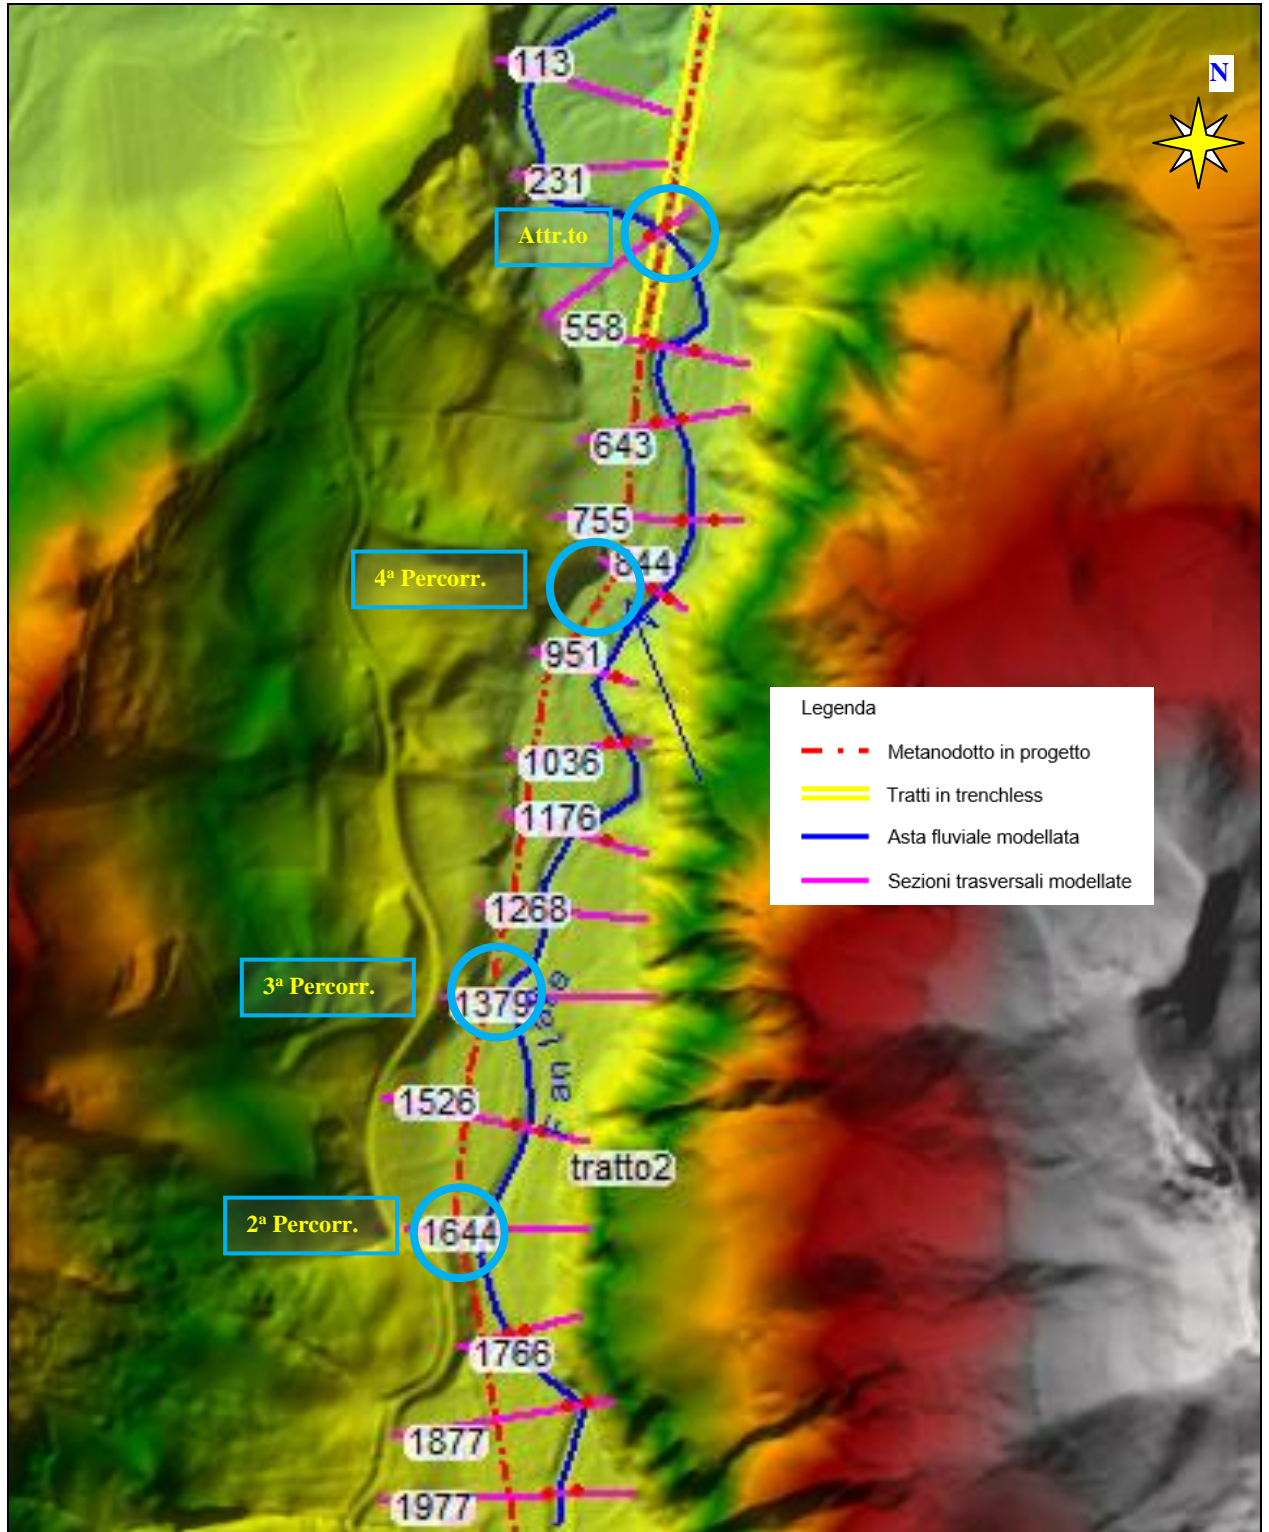 113
N
231
Attr.to
558
643
755
844
4ª Percorr.
951
Legenda
Metanodotto in progetto
1036
Tratti in trenchless
1176
Asta fluviale modellata
Sezioni trasversali modellate
1268
3ª Percorr.
1379
1526
tratto2
2ª Percorr.
1644
1766
1877
1977